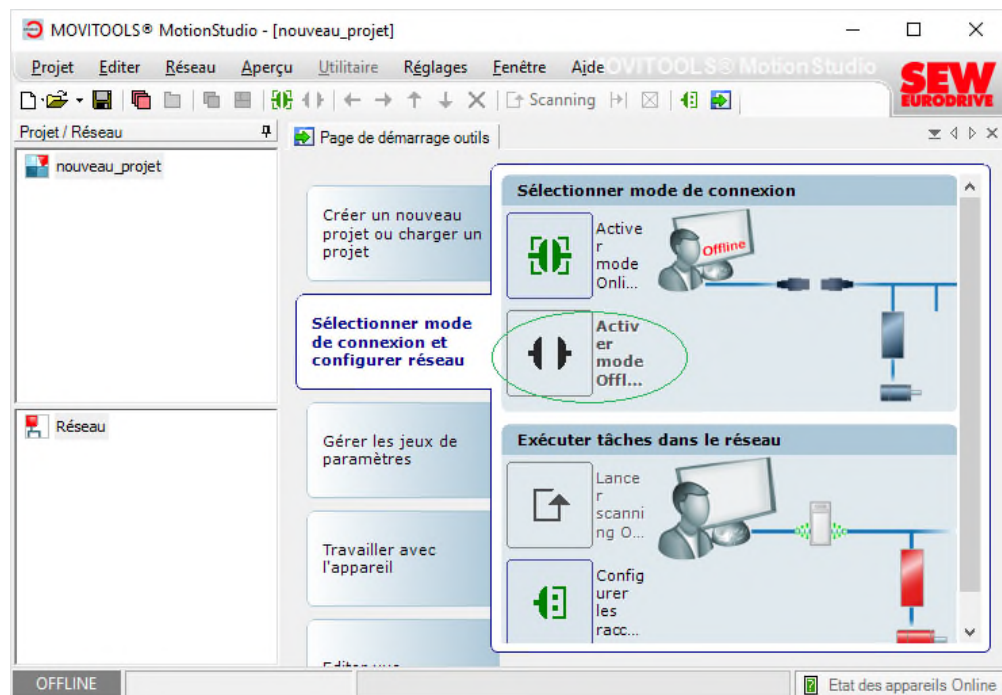 MOVITOOLS® MotionStudio - [nouveau_projet]
Projet Editer Réseau Aperçu Utilitaire Réglages Fenêtre Aide
MOVITOOLS® MotionStudio
SEW
EURODRIVE
Scanning
Projet / Réseau
Page de démarrage outils
nouveau_projet
Réseau
Créer un nouveau
projet ou charger un
projet
Sélectionner mode
de connexion et
configurer réseau
Gérer les jeux de
paramètres
Travailler avec
l'appareil
Sélectionner mode de connexion
Active
r
mode
Onli...
Offline
Activ
er
mode
Offl...
Exécuter tâches dans le réseau
Lance
r
scanni
ng O...
Config
urer
les
racc...
OFFLINE
Etat des appareils Online